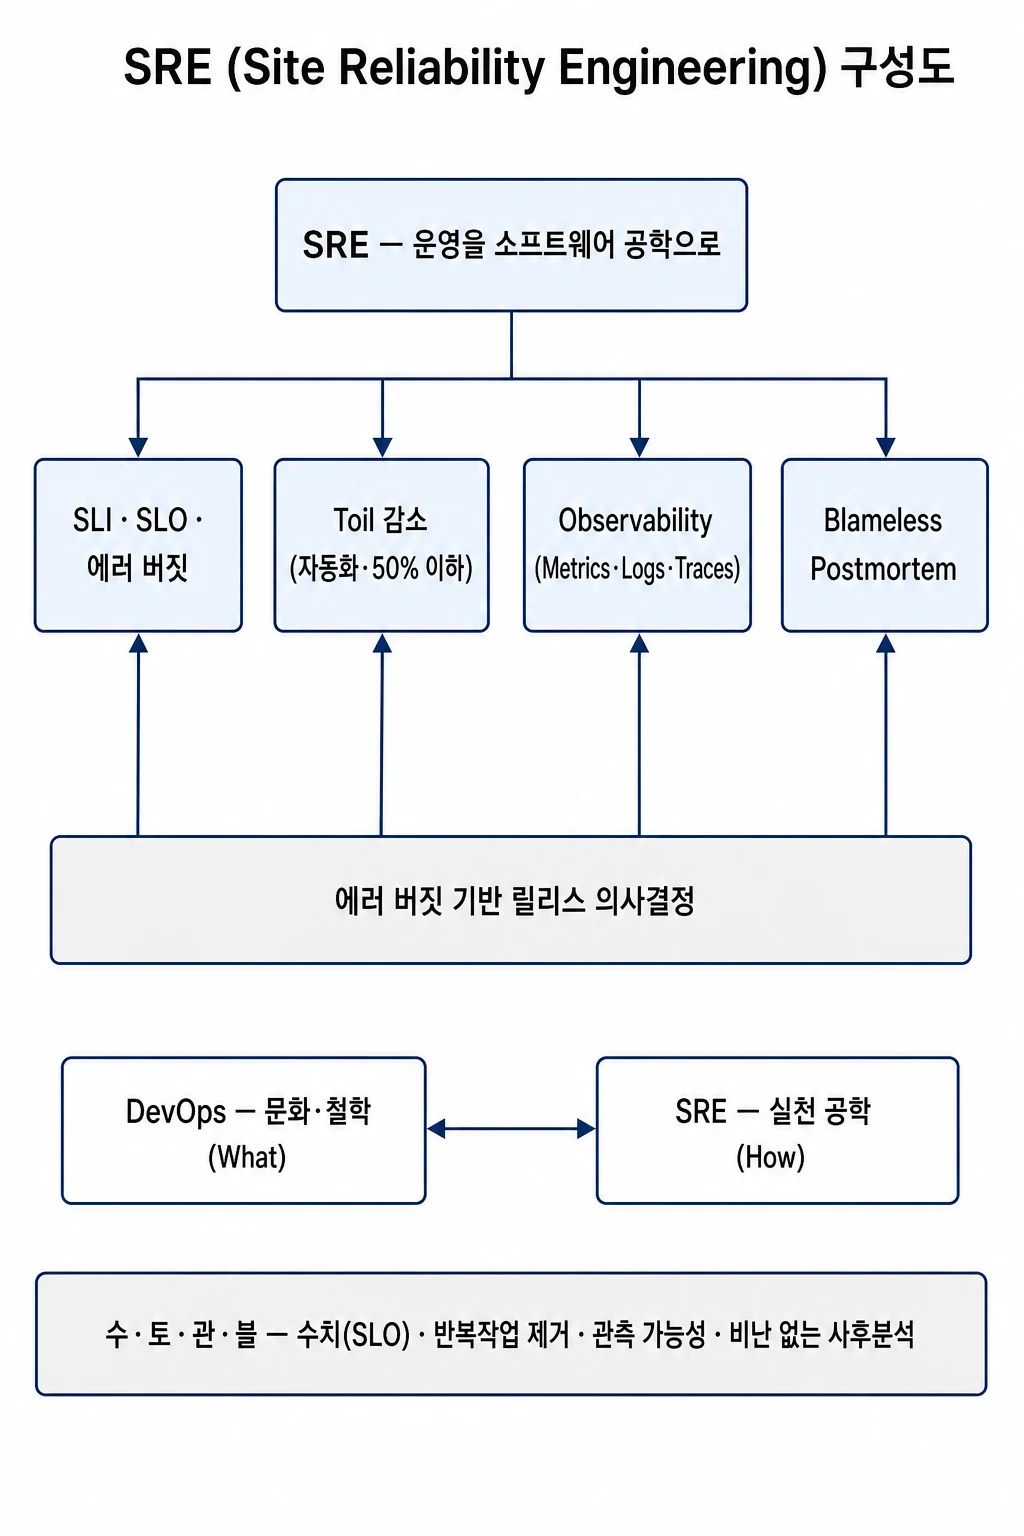 SRE (Site Reliability Engineering) 구성도
SRE — 운영을 소프트웨어 공학으로
SLI · SLO ·
에러 버짓
Toil 감소
(자동화·50% 이하)
Observability
(Metrics·Logs·Traces)
Blameless
Postmortem
에러 버짓 기반 릴리스 의사결정
DevOps — 문화·철학
(What)
SRE — 실천 공학
(How)
수 · 토 · 관 · 블 — 수치(SLO) · 반복작업 제거 · 관측 가능성 · 비난 없는 사후분석